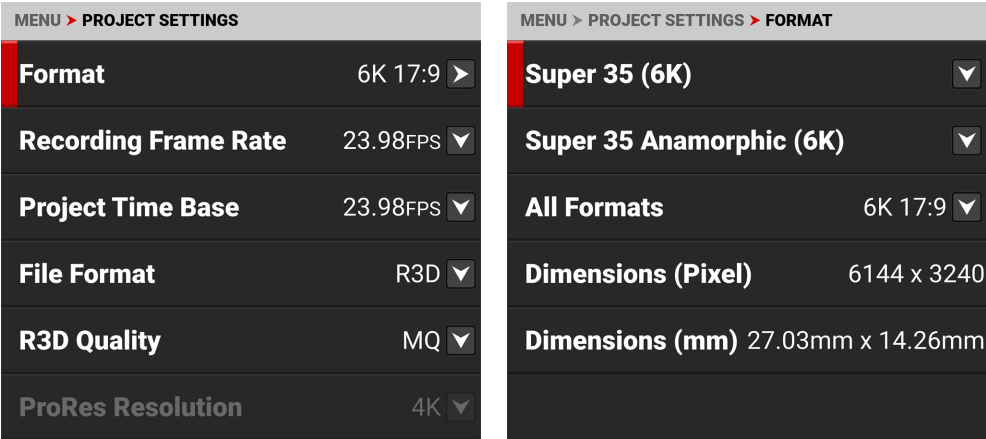 MENU > PROJECT SETTINGS
Format 6K 17:9
Recording Frame Rate 23.98FPS
Project Time Base 23.98FPS
File Format R3D
R3D Quality MQ
ProRes Resolution 4K
MENU > PROJECT SETTINGS > FORMAT
Super 35 (6K)
Super 35 Anamorphic (6K)
All Formats 6K 17:9
Dimensions (Pixel) 6144 x 3240
Dimensions (mm) 27.03mm x 14.26mm